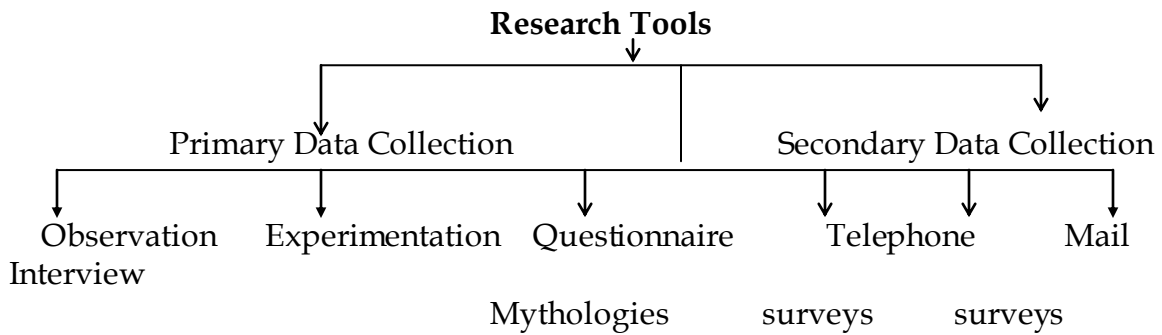 Research Tools
Primary Data Collection Secondary Data Collection
Observation Experimentation Questionnaire Telephone Mail
Interview
Mythologies surveys surveys